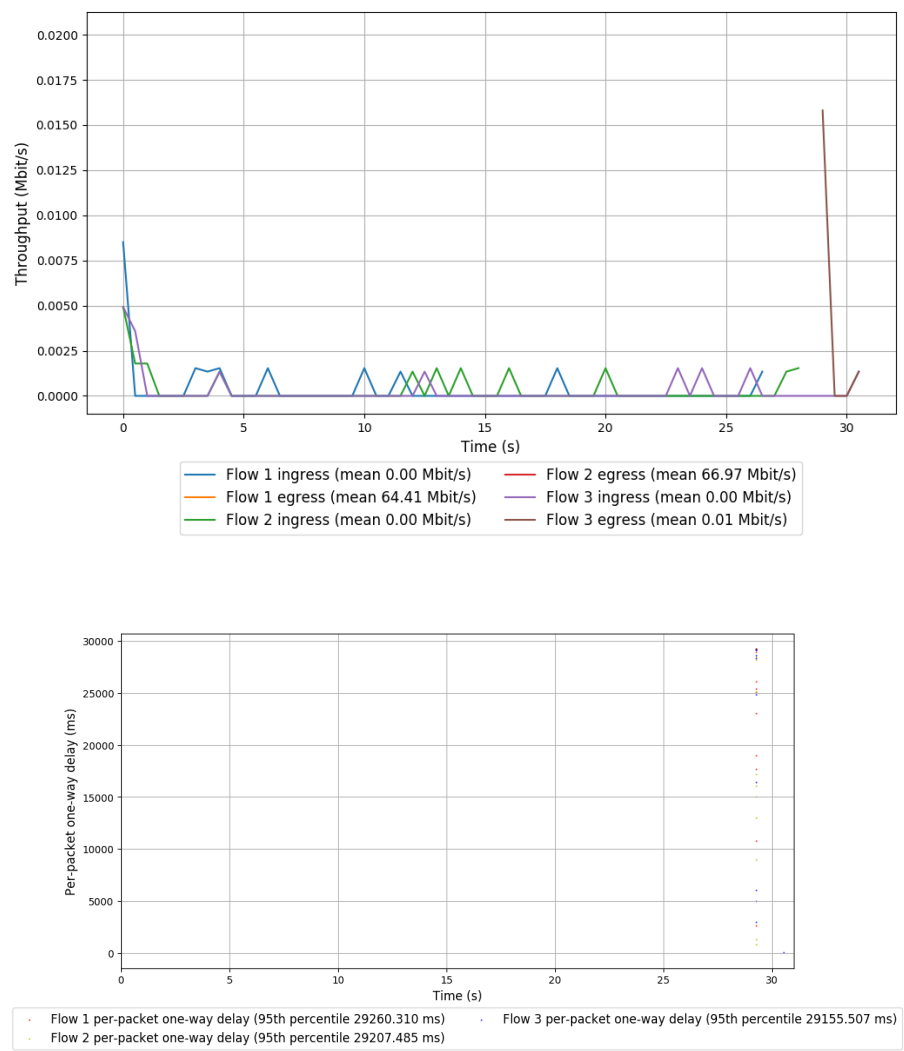 0.0200
0.0175
0.0150
0.0125
0.0100
0.0075
0.0050
0.0025
0.0000
Throughput (Mbit/s)
0 5 10 15 20 25 30
Time (s)
Flow 1 ingress (mean 0.00 Mbit/s) Flow 2 egress (mean 66.97 Mbit/s)
Flow 1 egress (mean 64.41 Mbit/s) Flow 3 ingress (mean 0.00 Mbit/s)
Flow 2 ingress (mean 0.00 Mbit/s) Flow 3 egress (mean 0.01 Mbit/s)
30000
25000
20000
15000
10000
5000
0
Per-packet one-way delay (ms)
0 5 10 15 20 25 30
Time (s)
Flow 1 per-packet one-way delay (95th percentile 29260.310 ms) Flow 3 per-packet one-way delay (95th percentile 29155.507 ms)
Flow 2 per-packet one-way delay (95th percentile 29207.485 ms)